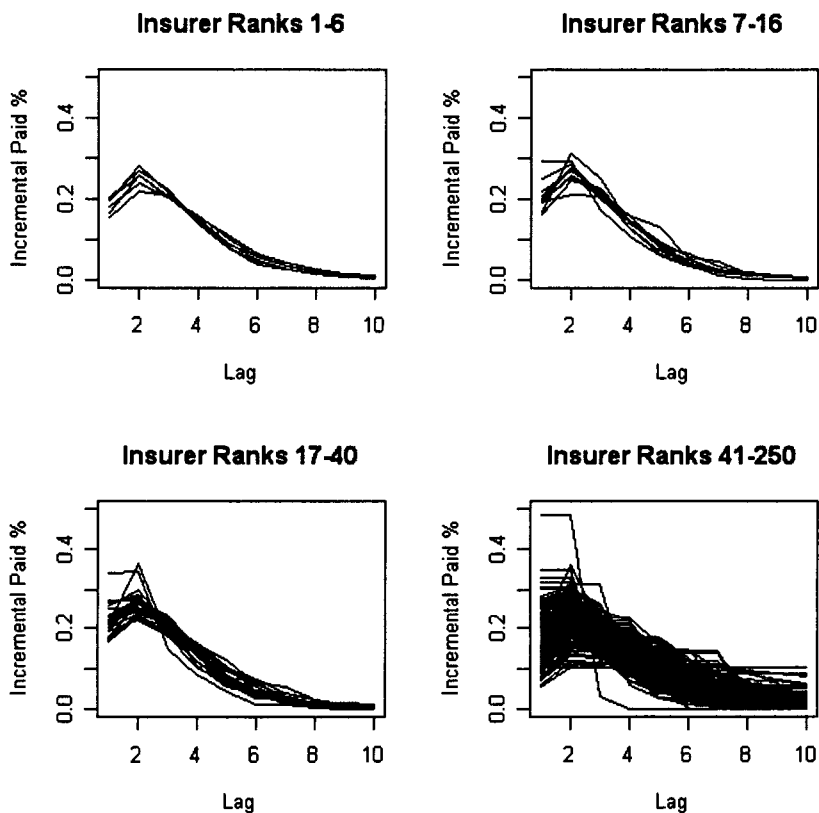 Insurer Ranks 1-6
Incremental Paid %
0.4
0.2
0.0
2 4 6 8 10
Lag
Insurer Ranks 7-16
Incremental Paid %
0.4
0.2
0.0
2 4 6 8 10
Lag
Insurer Ranks 17-40
Incremental Paid %
0.4
0.2
0.0
2 4 6 8 10
Lag
Insurer Ranks 41-250
Incremental Paid %
0.4
0.2
0.0
2 4 6 8 10
Lag